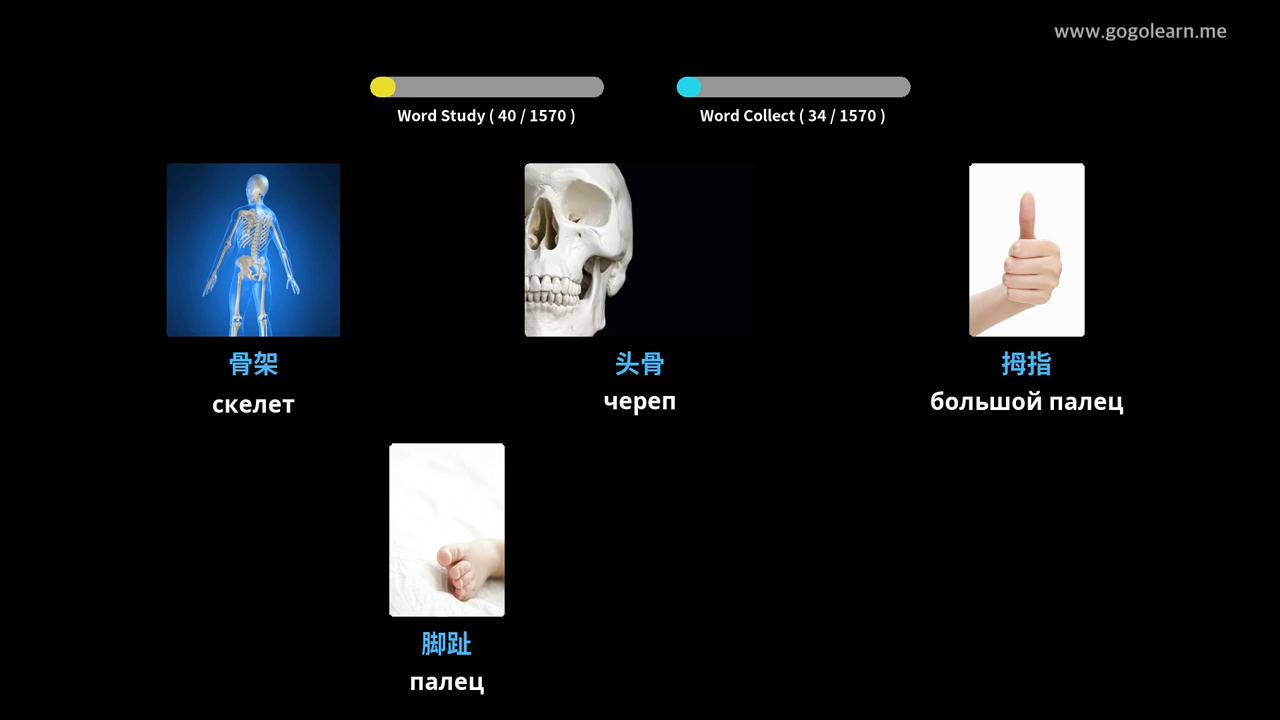 www.gogolearn.me
Word Study ( 40 / 1570 )
Word Collect ( 34 / 1570 )
骨架
头骨
拇指
скелет
череп
большой палец
脚趾
палец